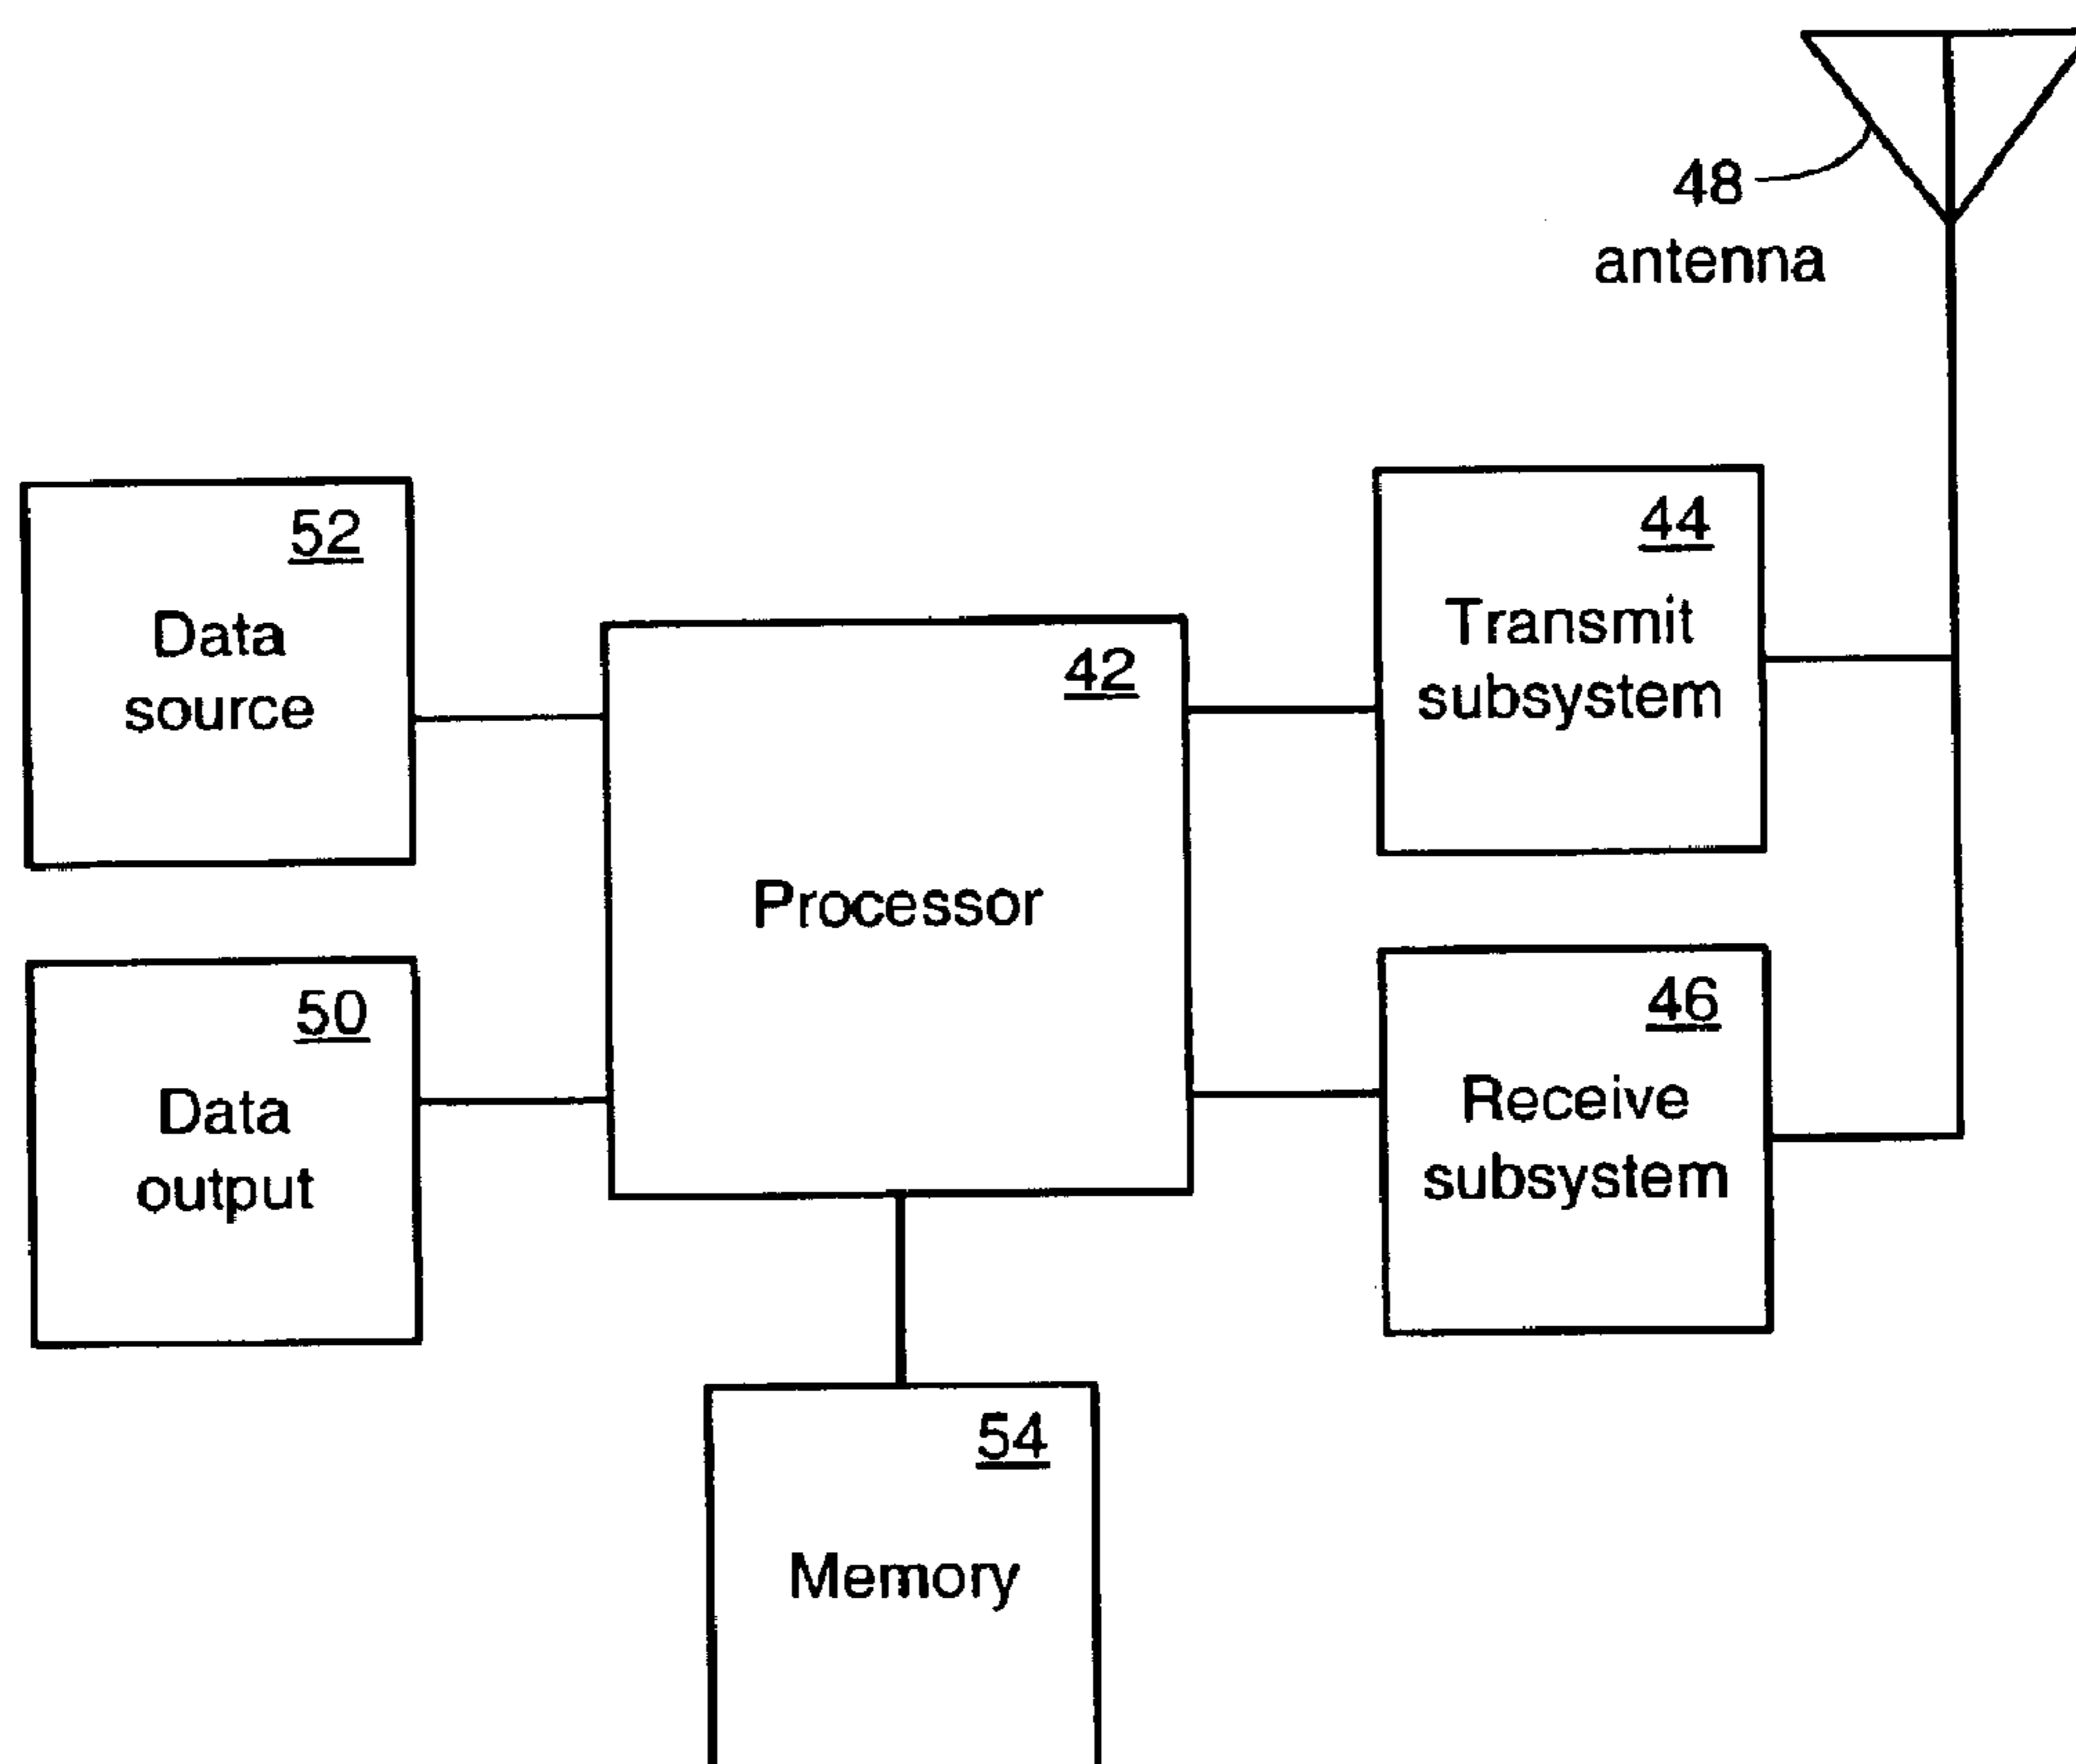 48
antenna
52
Data
source
42
Processor
44
Transmit
subsystem
50
Data
output
46
Receive
subsystem
54
Memory